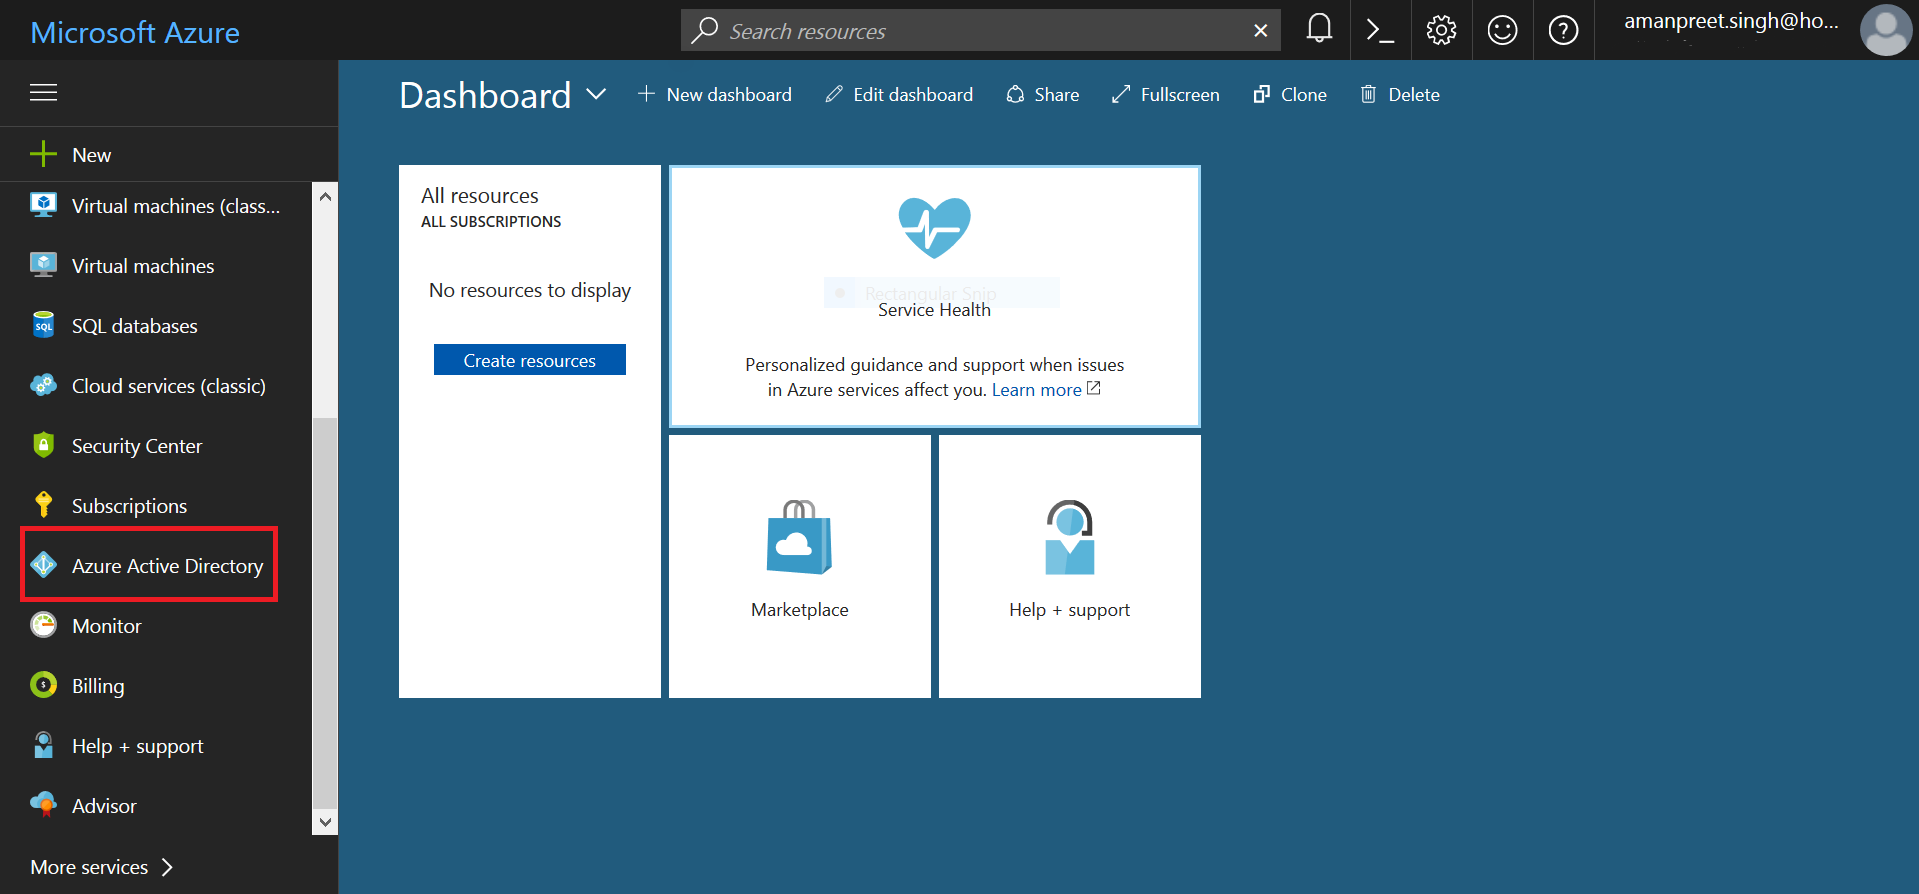 Microsoft Azure
Search resources
amanpreet.singh@ho...
Dashboard
New dashboard
Edit dashboard
Share
Fullscreen
Clone
Delete
New
Virtual machines (class...
Virtual machines
SQL
SQL databases
Cloud services (classic)
Security Center
Subscriptions
Azure Active Directory
Monitor
Billing
Help + support
Advisor
More services
All resources
ALL SUBSCRIPTIONS
No resources to display
Create resources
Rectangular Snip
Service Health
Personalized guidance and support when issues
in Azure services affect you. Learn more
Marketplace
Help + support